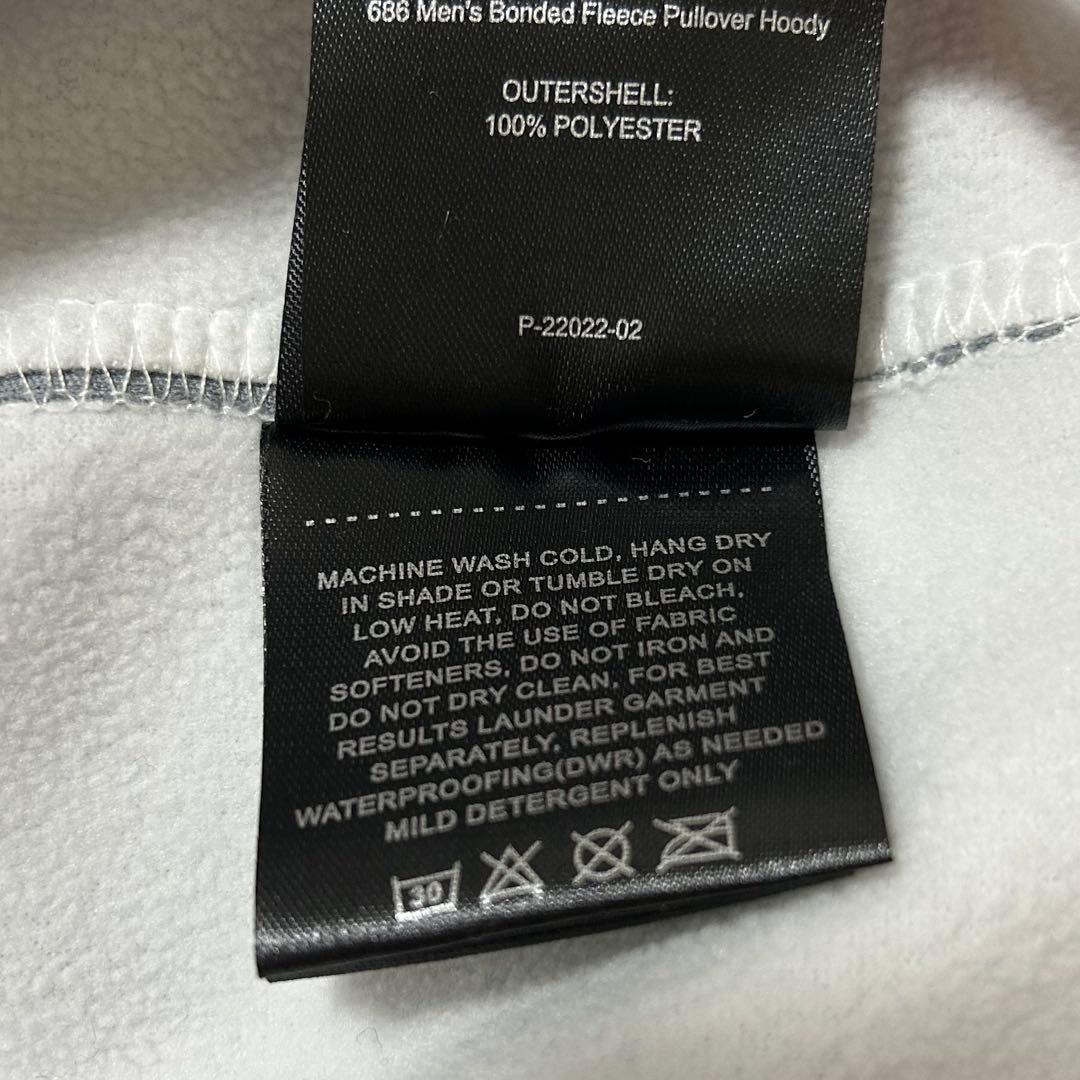 686 Men's Bonded Fleece Pullover Hoody
OUTERSHELL:
100% POLYESTER
P-22022-02
MACHINE WASH COLD, HANG DRY
IN SHADE OR TUMBLE DRY ON
LOW HEAT, DO NOT BLEACH,
AVOID THE USE OF FABRIC
SOFTENERS, DO NOT IRON AND
DO NOT DRY CLEAN, FOR BEST
RESULTS LAUNDER GARMENT
SEPARATELY, REPLENISH
WATERPROOFING(DWR) AS NEEDED
MILD DETERGENT ONLY
30